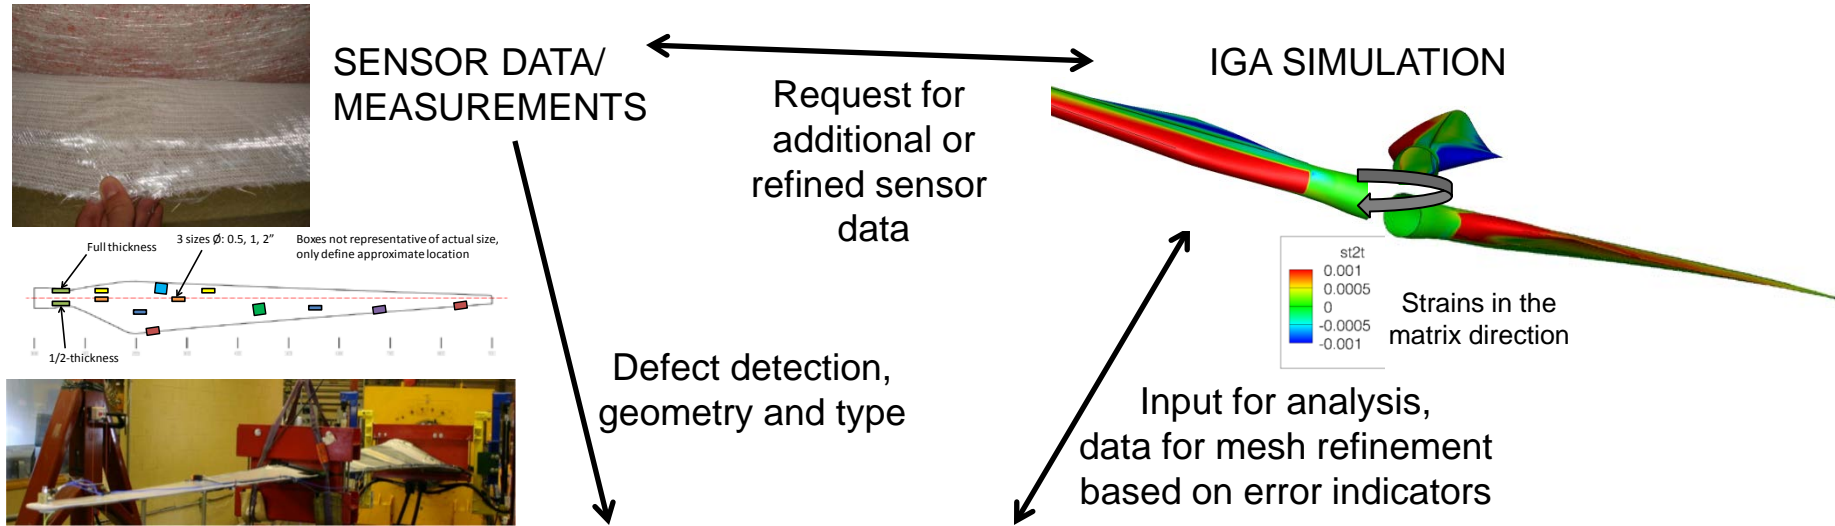 SENSOR DATA/
MEASUREMENTS
Request for
additional or
refined sensor
data
IGA SIMULATION
Full thickness
3 sizes Ø: 0.5, 1, 2”
Boxes not representative of actual size,
only define approximate location
1/2-thickness
st2t
0.001
0.0005
0
-0.0005
-0.001
Strains in the
matrix direction
Defect detection,
geometry and type
Input for analysis,
data for mesh refinement
based on error indicators